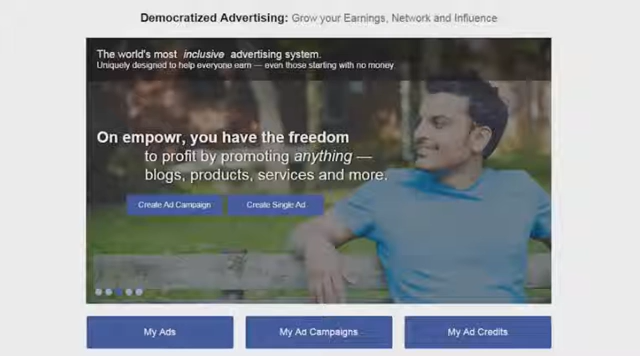 Democratized Advertising: Grow your Earnings, Network and Influence
The world's most inclusive advertising system.
Uniquely designed to help everyone earn — even those starting with no money
On empowr, you have the freedom
to profit by promoting anything —
blogs, products, services and more.
Create Ad Campaign Create Single Ad
My Ads My Ad Campaigns My Ad Credits